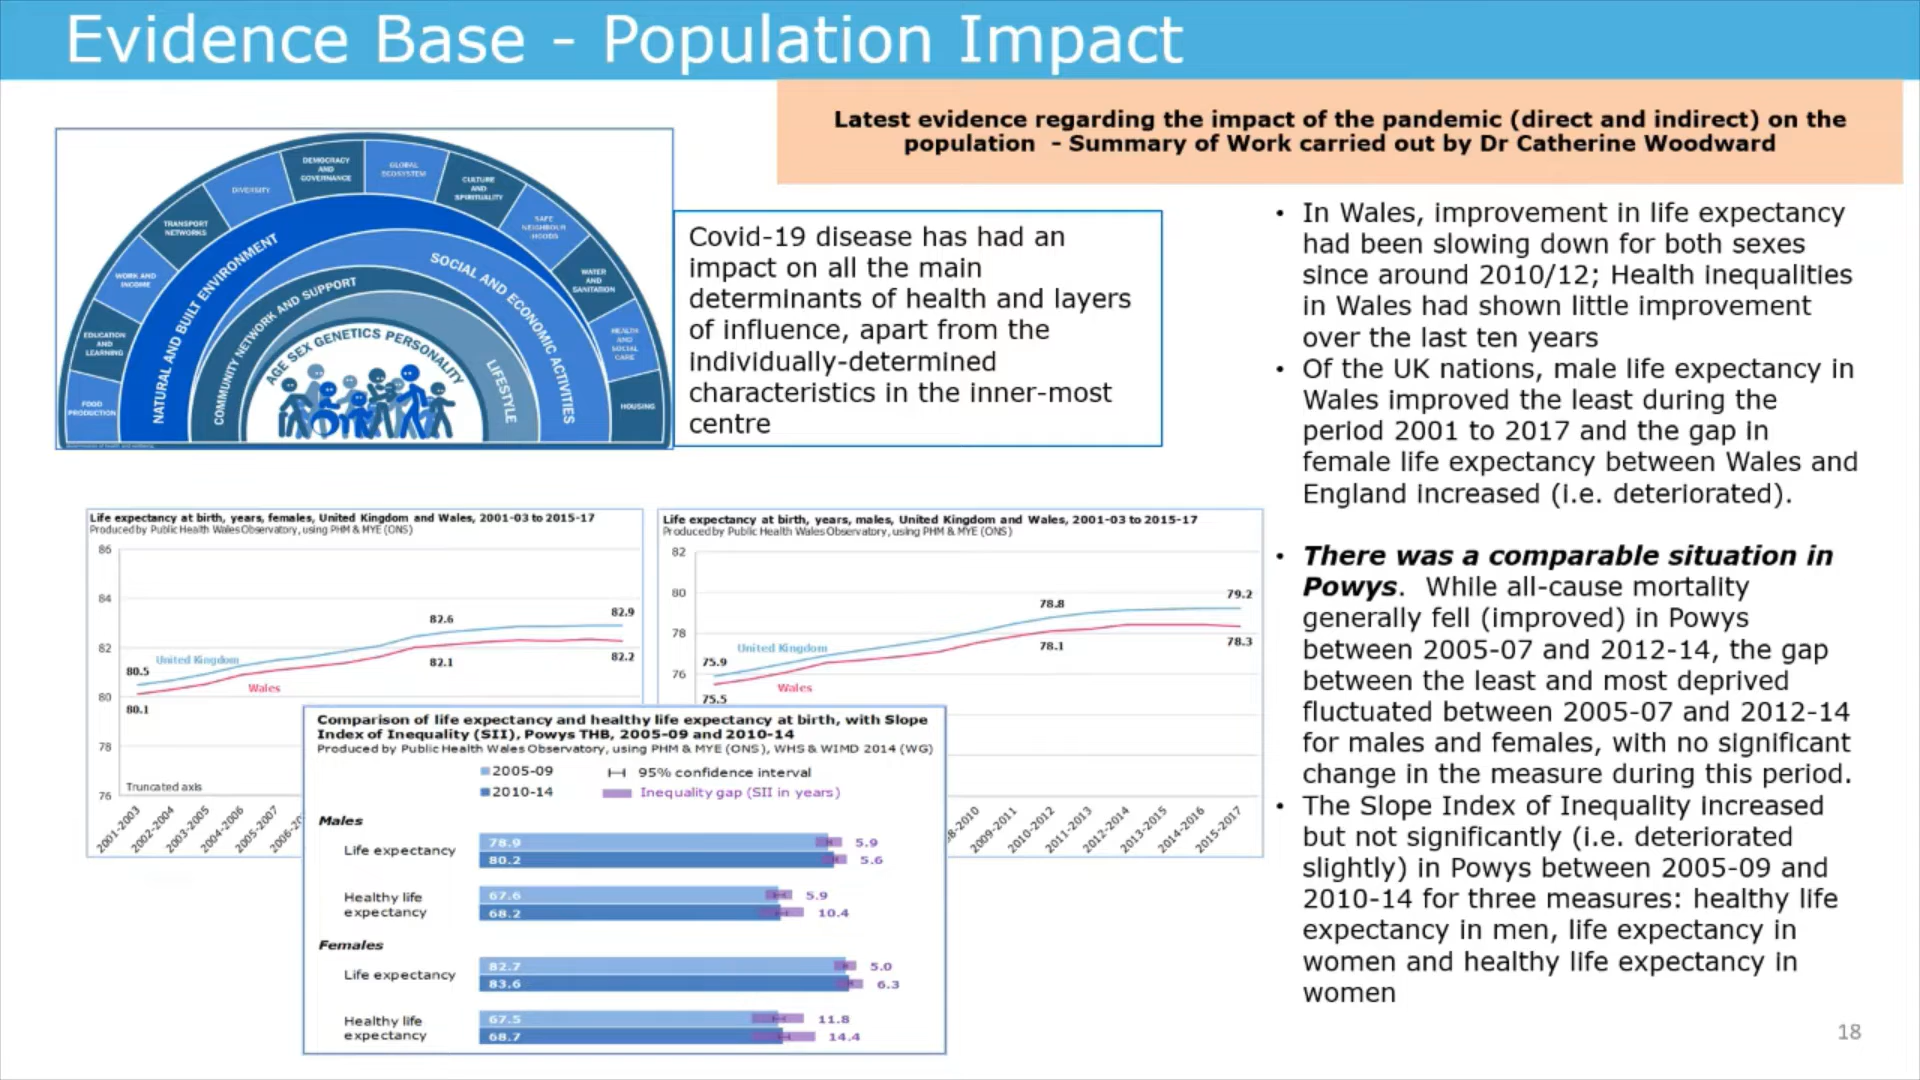 Evidence Base - Population Impact
Latest evidence regarding the impact of the pandemic (direct and indirect) on the
population - Summary of Work carried out by Dr Catherine Woodward
FOOD
PRODUCTION
EDUCATION
AND
LEARNING
WORK AND
INCOME
TRANSPORT
NETWORKS
DIVERSITY
DEMOCRACY
AND
GOVERNANCE
GLOBAL
ECOSYSTEM
CULTURE
AND
SPIRITUALITY
SAFE
NEIGHBOUR
HOODS
WATER
AND
SANITATION
HEALTH
AND
SOCIAL
CARE
HOUSING
NATURAL AND BUILT ENVIRONMENT
SOCIAL AND ECONOMIC ACTIVITIES
COMMUNITY NETWORK AND SUPPORT
LIFESTYLE
AGE SEX GENETICS PERSONALITY
Covid-19 disease has had an
impact on all the main
determinants of health and layers
of influence, apart from the
individually-determined
characteristics in the inner-most
centre
Life expectancy at birth, years, females, United Kingdom and Wales, 2001-03 to 2015-17
Produced by Public Health Wales Observatory, using PHM & MYE (ONS)
86
84
82
80
78
76
80.5
United Kingdom
82.6
82.9
80.1
Wales
82.1
82.2
Truncated axis
2001-2003
2002-2004
2003-2005
2004-2006
2005-2007
Life expectancy at birth, years, males, United Kingdom and Wales, 2001-03 to 2015-17
Produced by Public Health Wales Observatory, using PHM & MYE (ONS)
82
80
78
76
75.9
United Kingdom
78.8
79.2
75.5
Wales
78.1
78.3
2009-2011
2010-2012
2011-2013
2012-2014
2013-2015
2014-2016
2015-2017
Comparison of life expectancy and healthy life expectancy at birth, with Slope
Index of Inequality (SII), Powys THB, 2005-09 and 2010-14
Produced by Public Health Wales Observatory, using PHM & MYE (ONS), WHS & WIMD 2014 (WG)
2005-09
95% confidence interval
2010-14
Inequality gap (SII in years)
Males
Life expectancy
78.9 5.9
80.2 5.6
Healthy life
expectancy
67.6 5.9
68.2 10.4
Females
Life expectancy
82.7 5.0
83.6 6.3
Healthy life
expectancy
67.5 11.8
68.7 14.4
• In Wales, improvement in life expectancy
had been slowing down for both sexes
since around 2010/12; Health inequalities
in Wales had shown little improvement
over the last ten years
• Of the UK nations, male life expectancy in
Wales improved the least during the
period 2001 to 2017 and the gap in
female life expectancy between Wales and
England increased (i.e. deteriorated).
• There was a comparable situation in
Powys. While all-cause mortality
generally fell (improved) in Powys
between 2005-07 and 2012-14, the gap
between the least and most deprived
fluctuated between 2005-07 and 2012-14
for males and females, with no significant
change in the measure during this period.
• The Slope Index of Inequality increased
but not significantly (i.e. deteriorated
slightly) in Powys between 2005-09 and
2010-14 for three measures: healthy life
expectancy in men, life expectancy in
women and healthy life expectancy in
women
18